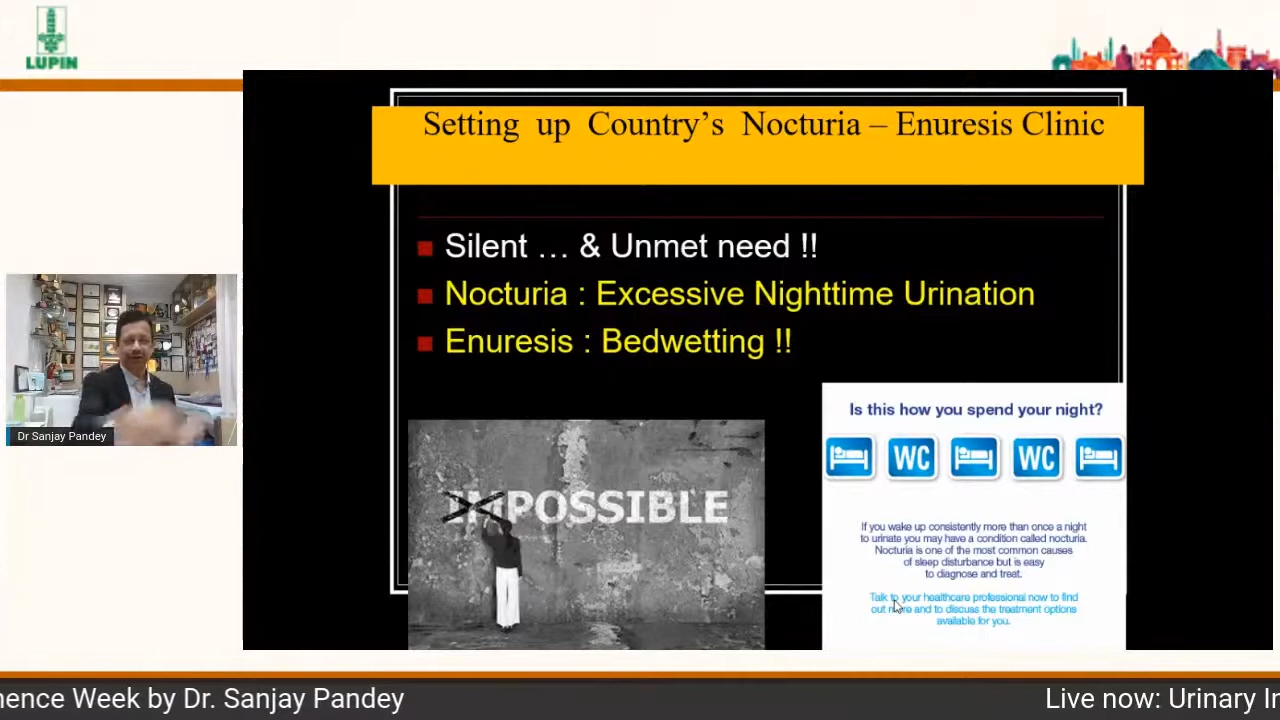 LUPIN
Setting up Country's Nocturia – Enuresis Clinic
Silent … & Unmet need !!
Nocturia : Excessive Nighttime Urination
Enuresis : Bedwetting !!
Dr Sanjay Pandey
IMPOSSIBLE
Is this how you spend your night?
WC WC
If you wake up consistently more than once a night
to urinate you may have a condition called nocturia.
Nocturia is one of the most common causes
of sleep disturbance but is easy
to diagnose and treat.
Talk to your healthcare professional now to find
out more and to discuss the treatment options
available for you.
nence Week by Dr. Sanjay Pandey
Live now: Urinary In